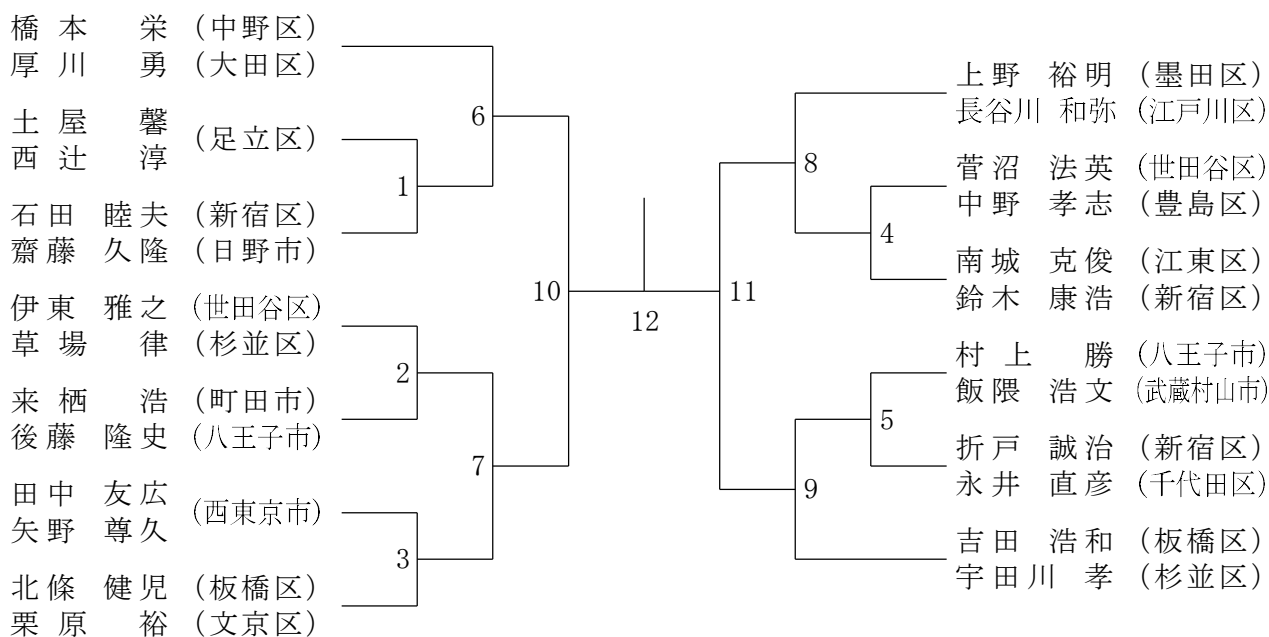 橋本 栄 (中野区)
厚川 勇 (大田区)
土屋 馨 (足立区)
西辻 淳
石田 睦夫 (新宿区)
齋藤 久隆 (日野市)
伊東 雅之 (世田谷区)
草場 律 (杉並区)
来栖 浩 (町田市)
後藤 隆史 (八王子市)
田中 友広 (西東京市)
矢野 尊久
北條 健児 (板橋区)
栗原 裕 (文京区)
6
1
10
2
7
3
12
11
8
4
5
9
上野 裕明 (墨田区)
長谷川 和弥 (江戸川区)
菅沼 法英 (世田谷区)
中野 孝志 (豊島区)
南城 克俊 (江東区)
鈴木 康浩 (新宿区)
村上 勝 (八王子市)
飯隈 浩文 (武蔵村山市)
折戸 誠治 (新宿区)
永井 直彦 (千代田区)
吉田 浩和 (板橋区)
宇田川 孝 (杉並区)